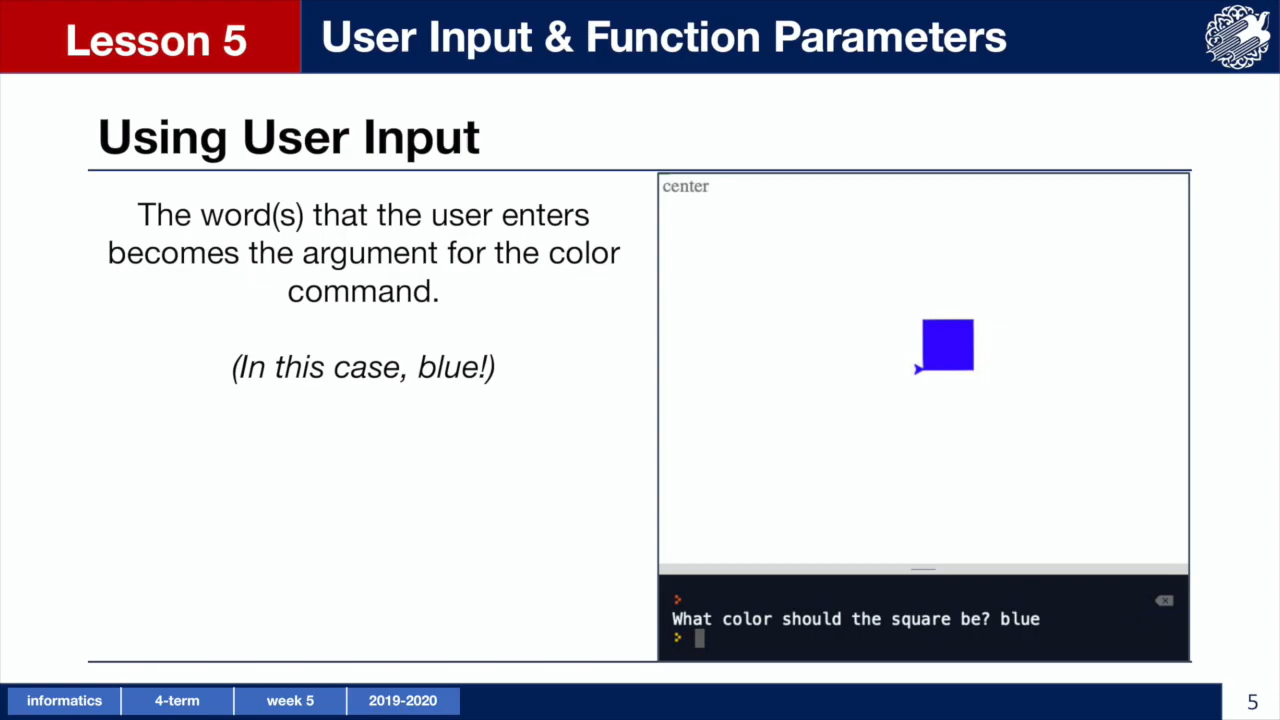 Lesson 5
User Input & Function Parameters
Using User Input
The word(s) that the user enters
becomes the argument for the color
command.
(In this case, blue!)
center
What color should the square be? blue
informatics
4-term
week 5
2019-2020
5